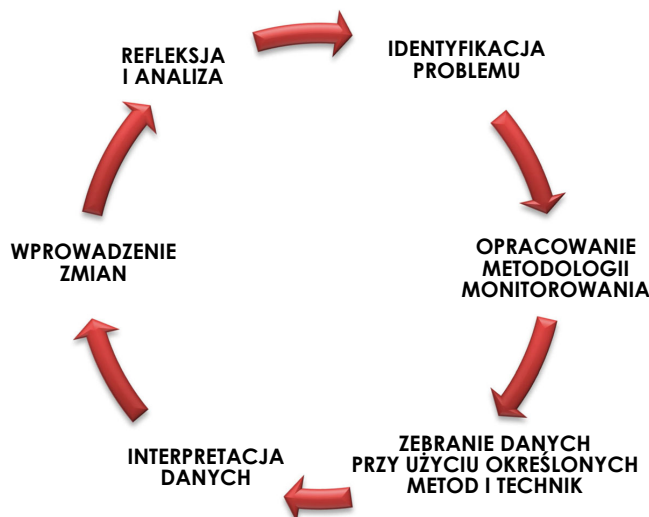 REFLEKSJA
I ANALIZA
IDENTYFIKACJA
PROBLEMU
OPRACOWANIE
METODOLOGII
MONITOROWANIA
ZEBRANIE DANYCH
PRZY UŻYCIU OKREŚLONYCH
METOD I TECHNIK
INTERPRETACJA
DANYCH
WPROWADZENIE
ZMIAN